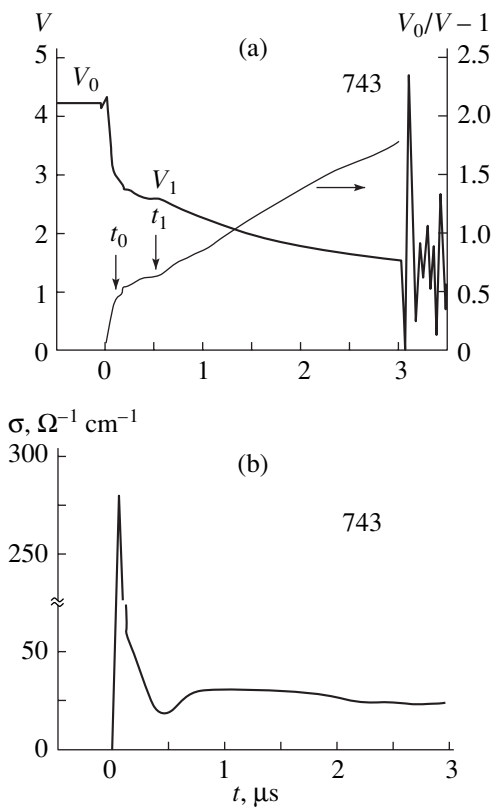 V (a) V₀/V – 1
5 2.5
V₀ 743
4 2.0
3 V₁ 1.5
t₀ t₁
2 1.0
1 0.5
0 0
0 1 2 3
σ, Ω⁻¹ cm⁻¹
300 (b)
743
250
50
0
0 1 2 3
t, μs